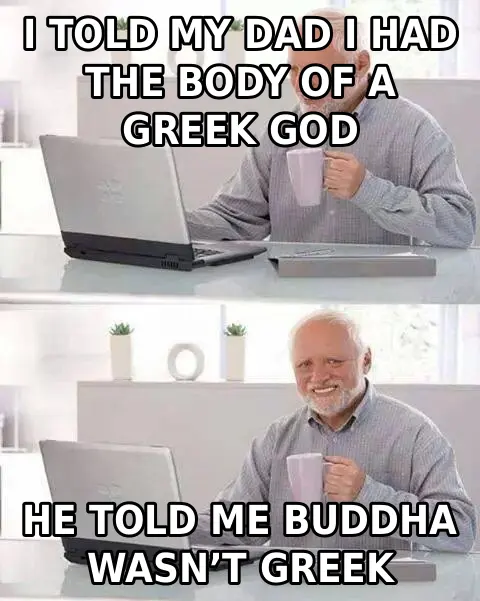 I TOLD MY DAD I HAD
THE BODY OF A
GREEK GOD
HE TOLD ME BUDDHA
WASN'T GREEK